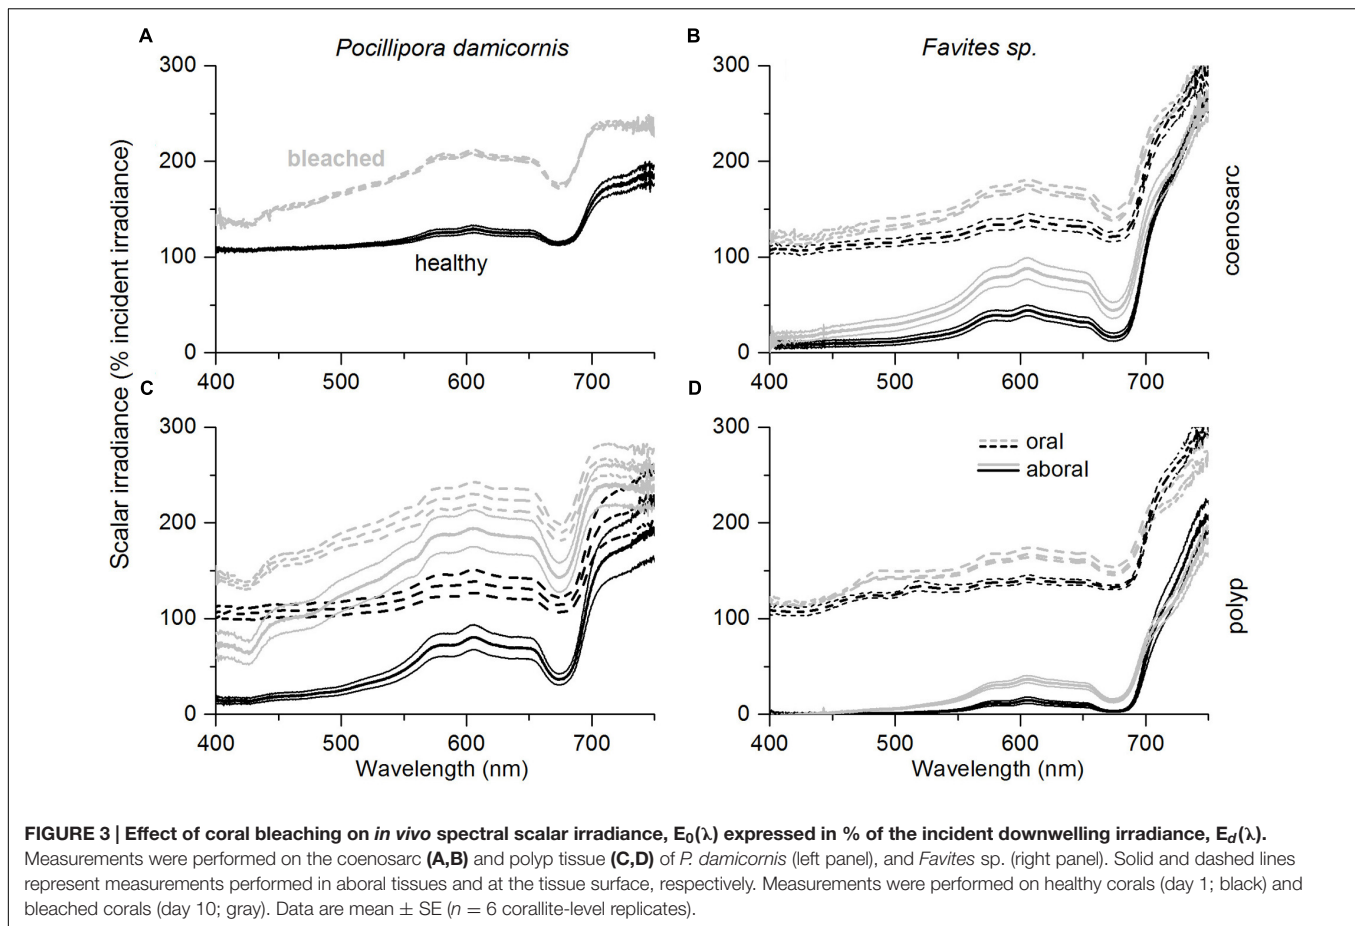 A
Pocillipora damicornis
B
Favites sp.
Scalar irradiance (% incident irradiance)
300
200
100
0
bleached
healthy
400
500
600
700
300
200
100
0
400
500
600
700
coenosarc
C
300
200
100
0
400
500
600
700
Wavelength (nm)
D
300
200
100
0
oral
aboral
400
500
600
700
Wavelength (nm)
polyp
FIGURE 3 | Effect of coral bleaching on in vivo spectral scalar irradiance, E0(λ) expressed in % of the incident downwelling irradiance, Ed(λ).
Measurements were performed on the coenosarc (A,B) and polyp tissue (C,D) of P. damicornis (left panel), and Favites sp. (right panel). Solid and dashed lines
represent measurements performed in aboral tissues and at the tissue surface, respectively. Measurements were performed on healthy corals (day 1; black) and
bleached corals (day 10; gray). Data are mean ± SE (n = 6 corallite-level replicates).